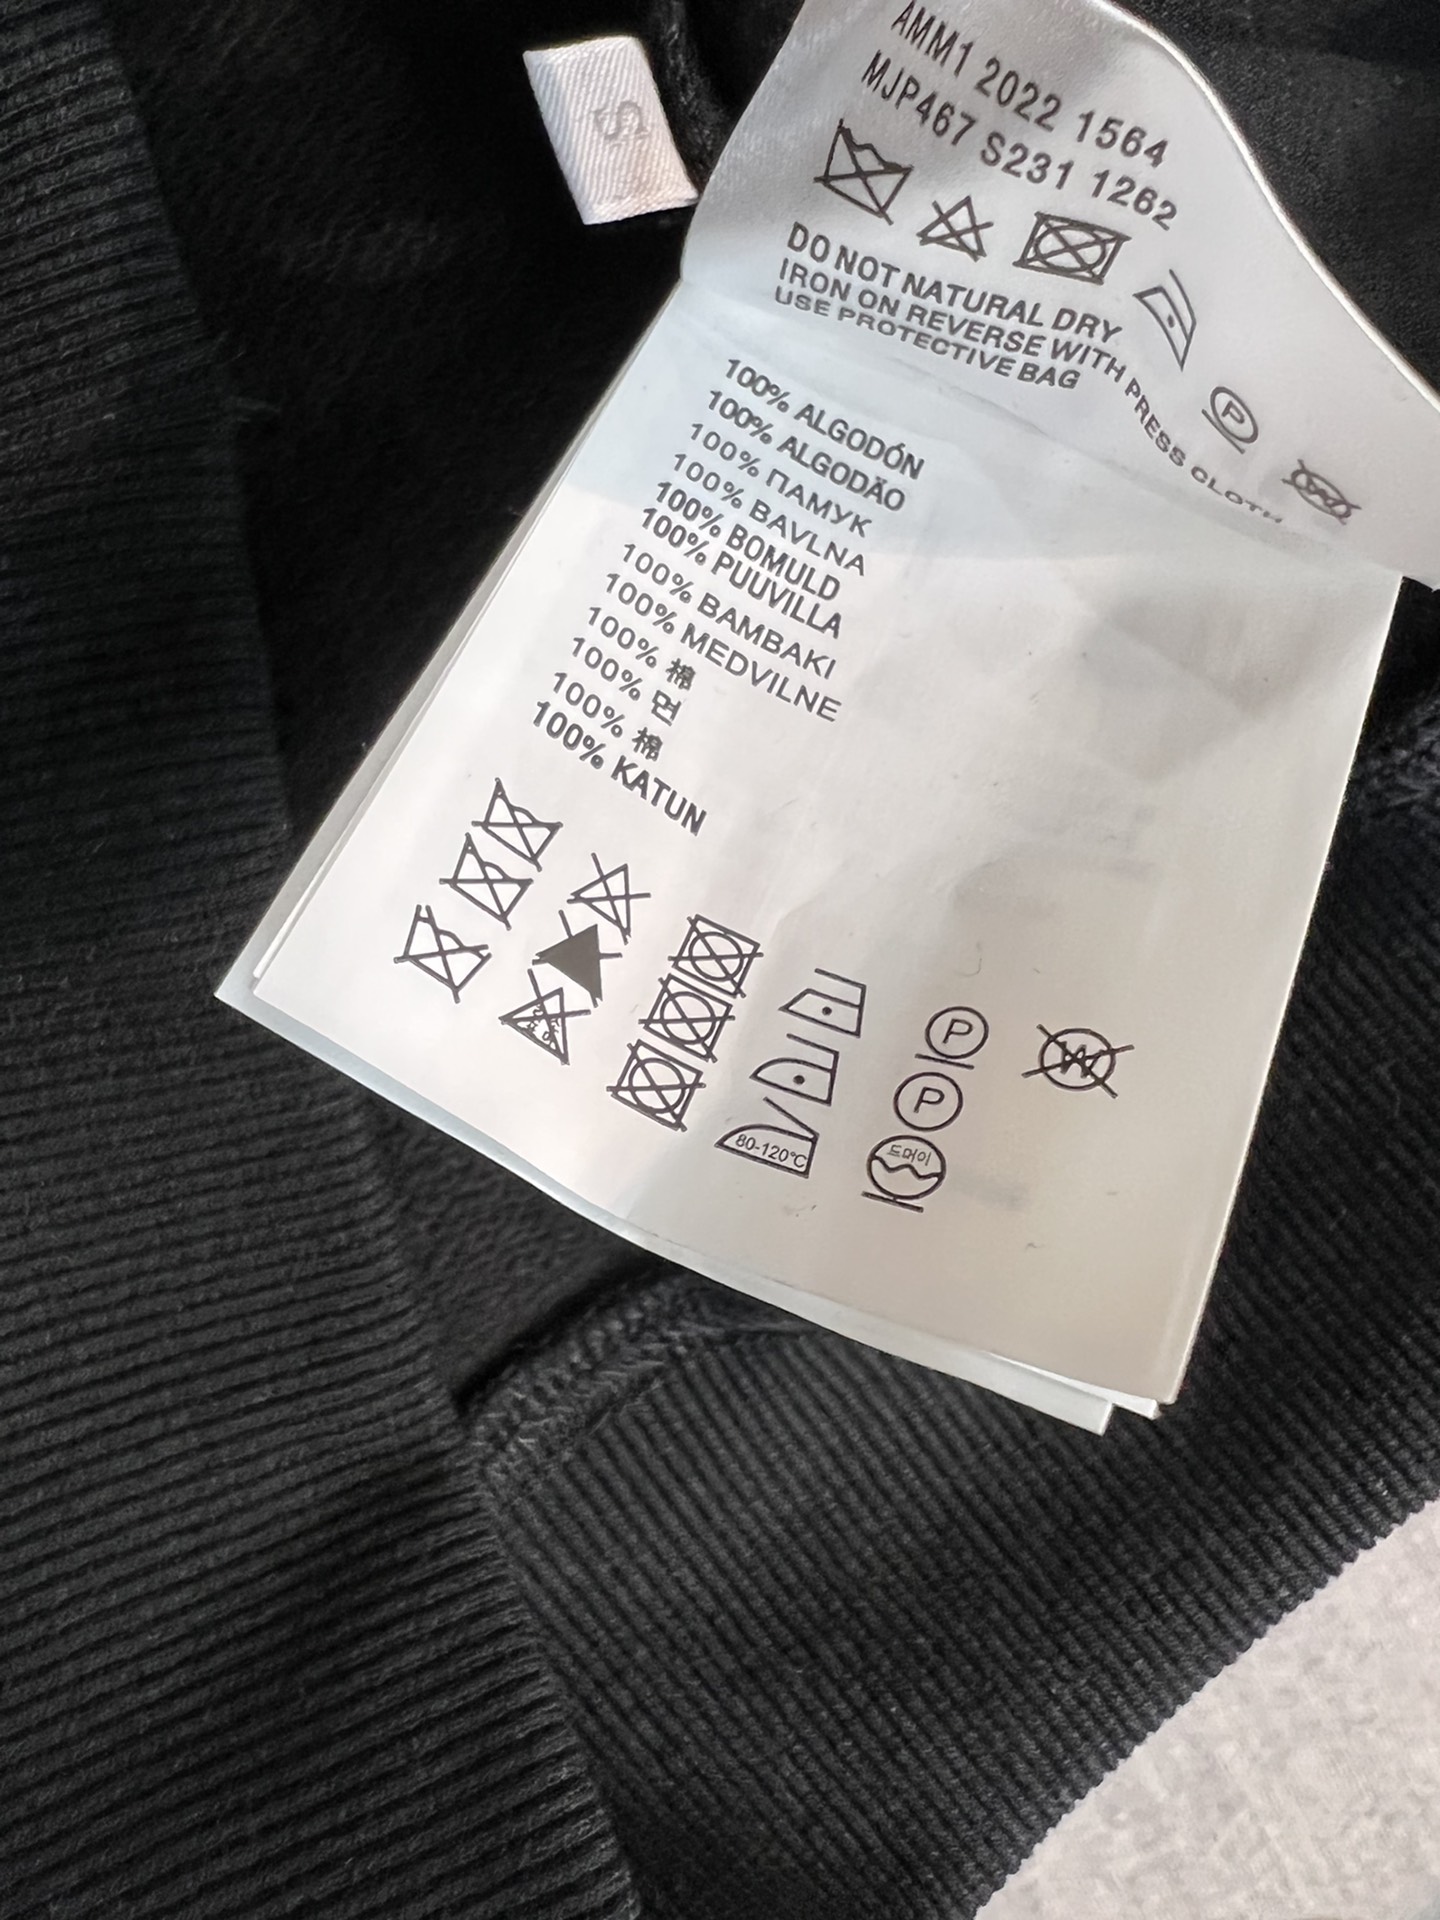 S
AMM1 2022 1564
MJP467 S231 1262
DO NOT NATURAL DRY
IRON ON REVERSE WITH PRESS CLOTH
USE PROTECTIVE BAG
P
W
100% ALGODÓN
100% ALGODÃO
100% ПАМУК
100% BAVLNA
100% BOMULD
100% PUUVILLA
100% BAMBAKI
100% MEDVILNE
100% 棉
100% 면
100% 棉
100% KATUN
P
W
P
80-120°C
드라이